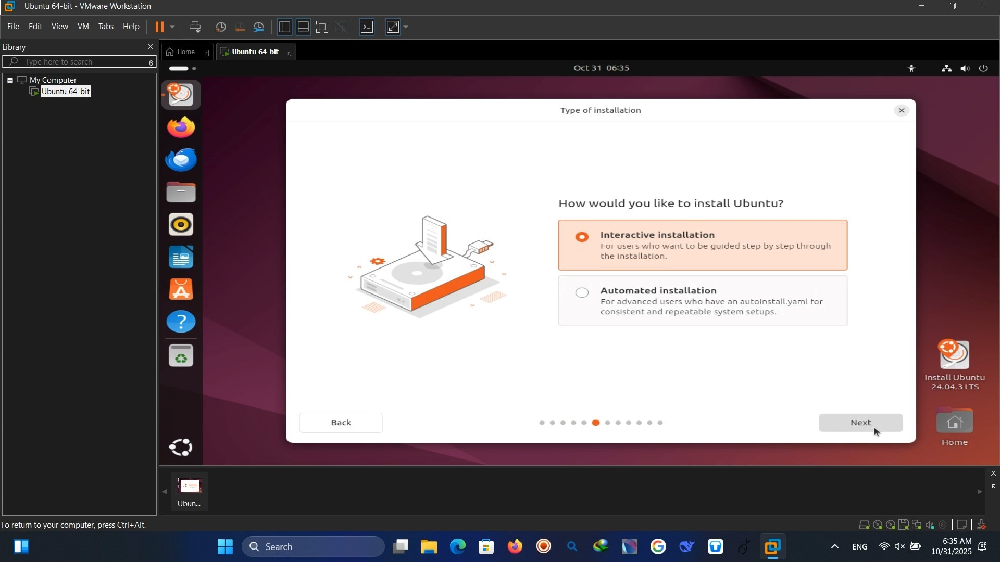 Ubuntu 64-bit - VMware Workstation
File Edit View VM Tabs Help
Library
Type here to search
My Computer
Ubuntu 64-bit
Home
Ubuntu 64-bit
Oct 31 06:35
Type of installation
How would you like to install Ubuntu?
Interactive installation
For users who want to be guided step by step through
the installation.
Automated installation
For advanced users who have an autoinstall.yaml for
consistent and repeatable system setups.
Back
Next
Install Ubuntu
24.04.3 LTS
Home
Ubun...
To return to your computer, press Ctrl+Alt.
Search
ENG
6:35 AM
10/31/2025